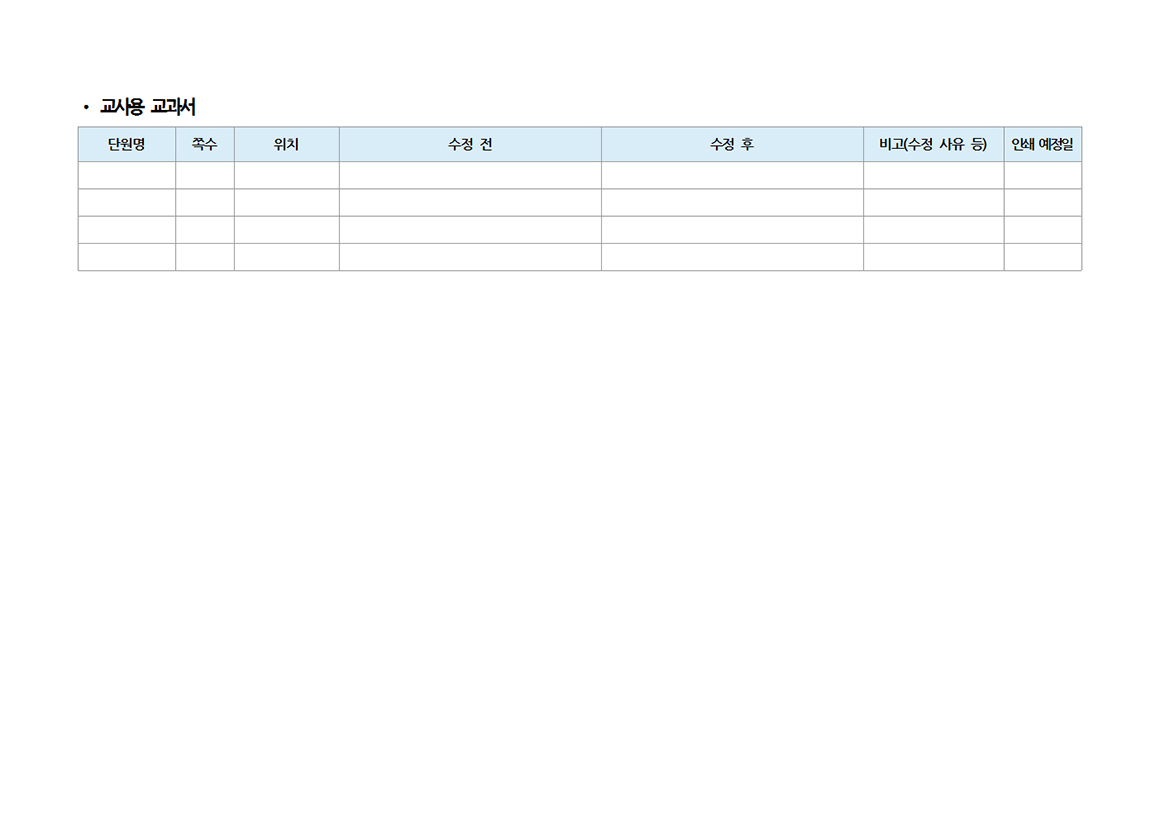 • 교사용 교과서
단원명 쪽수 위치 수정 전 수정 후 비고(수정 사유 등) 인쇄 예정일